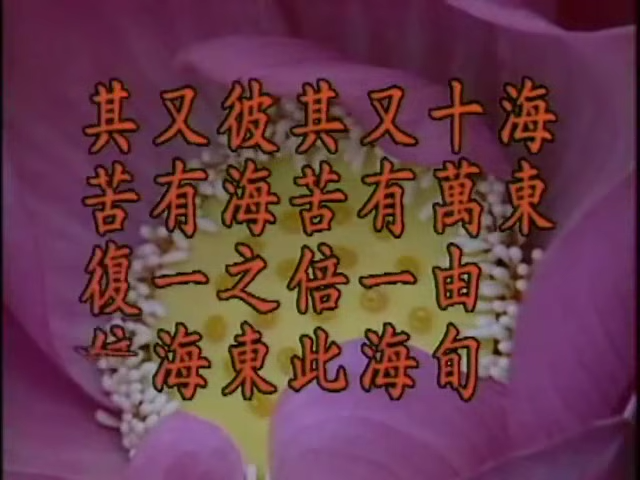 海東
十萬由旬
又有一海
其苦倍此
彼海之東
又有一海
其苦復